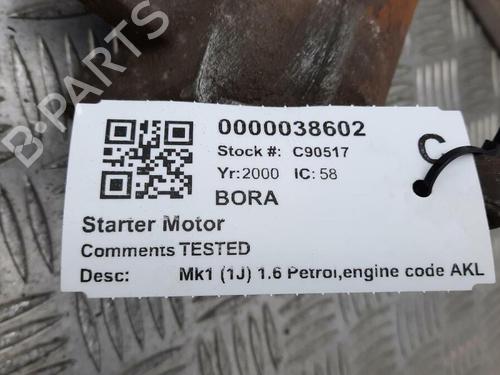 B-PARTS
0000038602
Stock #: C90517
Yr: 2000 IC: 58
BORA
Starter Motor
Comments TESTED
Desc: Mk1 (1J) 1.6 Petrol,engine code AKL
C